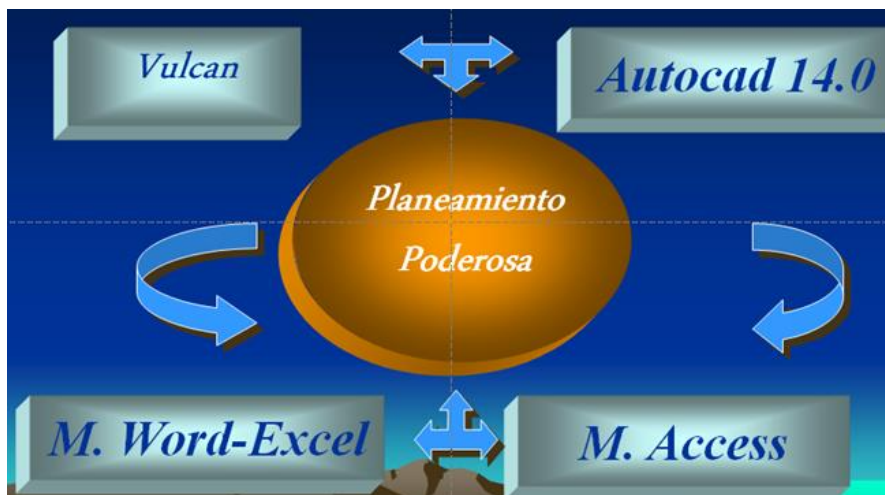 Vulcan
Autocad 14.0
Planeamiento
Poderosa
M. Word-Excel
M. Access